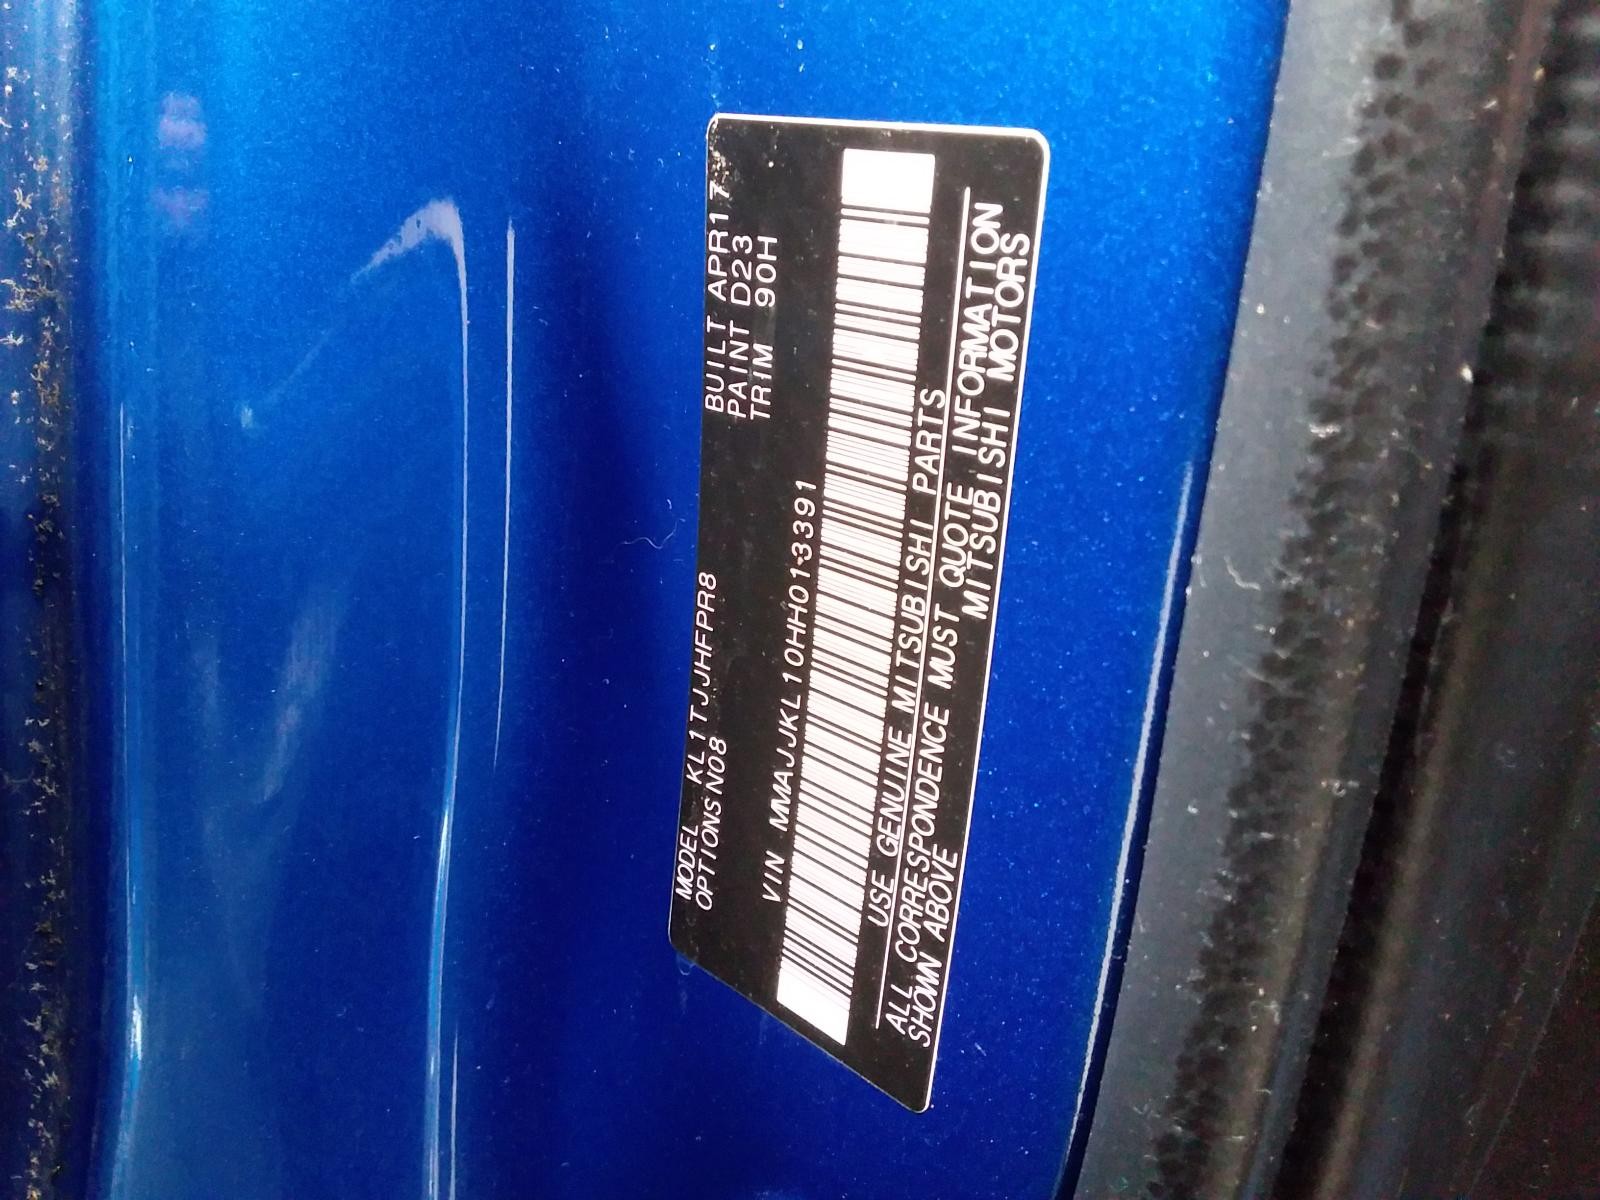 MODEL KL1TJJHFPR8 BUILT APR17
OPTIONS N08 PAINT D23
TRIM 90H
VIN MMAJJKL10HH013391
USE GENUINE MITSUBISHI PARTS
ALL CORRESPONDENCE MUST QUOTE INFORMATION
SHOWN ABOVE MITSUBISHI MOTORS